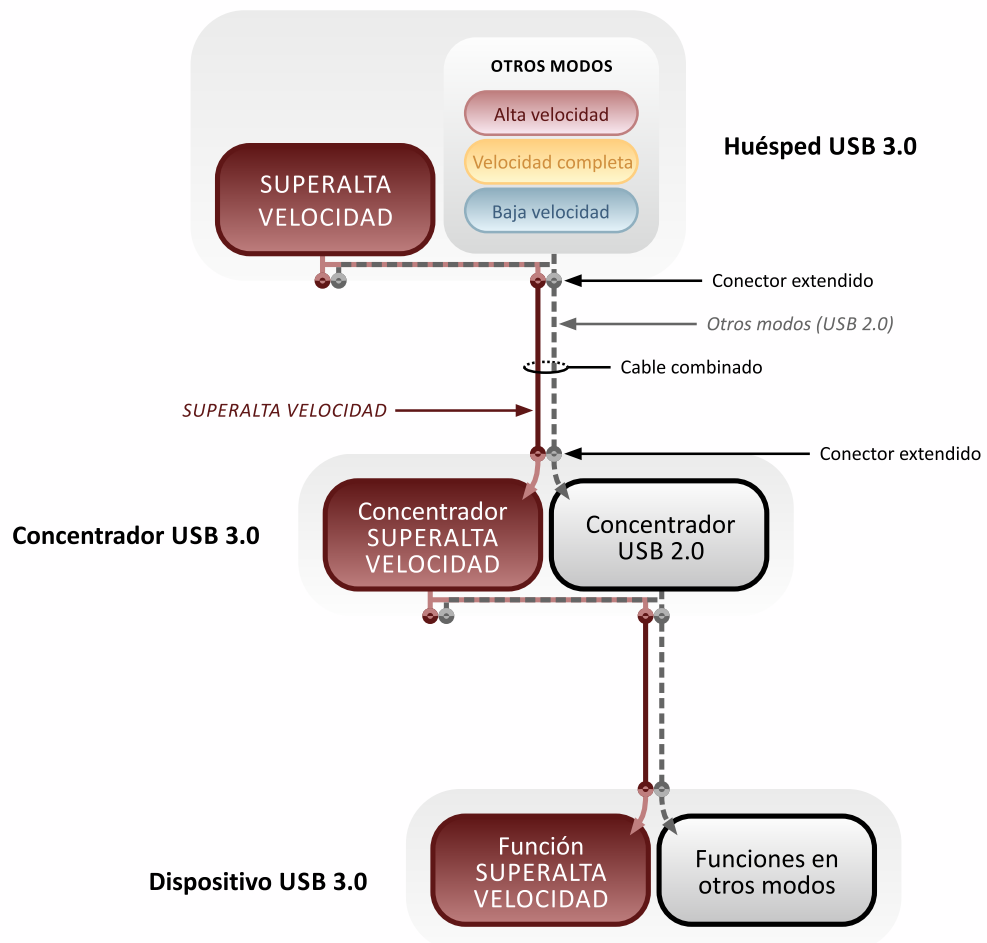 OTROS MODOS
Alta velocidad
Velocidad completa
Baja velocidad
Huésped USB 3.0
SUPERALTA
VELOCIDAD
Conector extendido
Otros modos (USB 2.0)
Cable combinado
SUPERALTA VELOCIDAD
Conector extendido
Concentrador USB 3.0
Concentrador
SUPERALTA
VELOCIDAD
Concentrador
USB 2.0
Dispositivo USB 3.0
Función
SUPERALTA
VELOCIDAD
Funciones en
otros modos